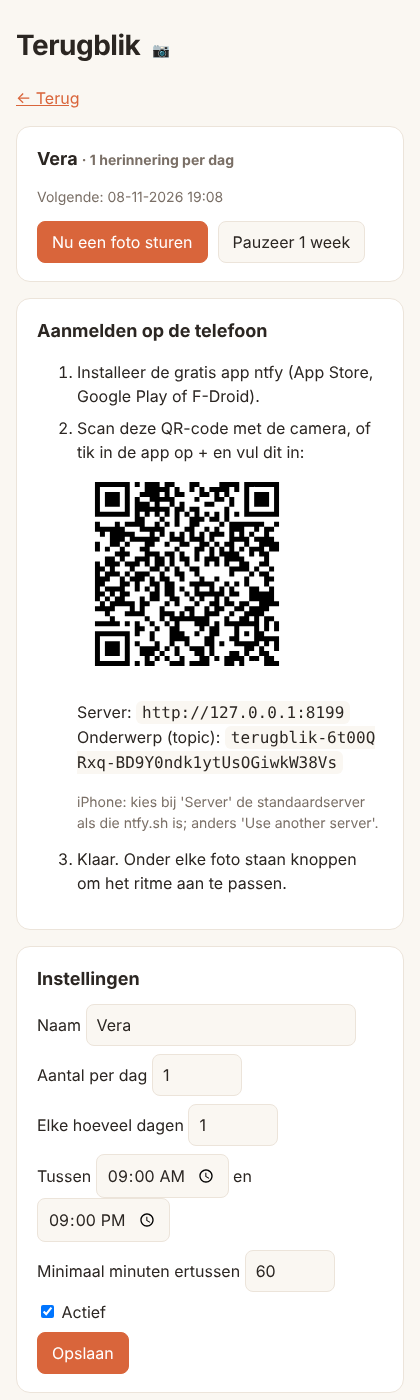 Terugblik 📷
← Terug
Vera · 1 herinnering per dag
Volgende: 08-11-2026 19:08
Nu een foto sturen
Pauzeer 1 week
Aanmelden op de telefoon
1. Installeer de gratis app ntfy (App Store,
Google Play of F-Droid).
2. Scan deze QR-code met de camera, of
tik in de app op + en vul dit in:
Server: http://127.0.0.1:8199
Onderwerp (topic): terugblik-6t00Q
Rxq-BD9Y0ndk1ytUsOGiwkW38Vs
iPhone: kies bij 'Server' de standaardserver
als die ntfy.sh is; anders 'Use another server'.
3. Klaar. Onder elke foto staan knoppen
om het ritme aan te passen.
Instellingen
Naam Vera
Aantal per dag 1
Elke hoeveel dagen 1
Tussen 09:00 AM en
09:00 PM
Minimaal minuten ertussen 60
Actief
Opslaan